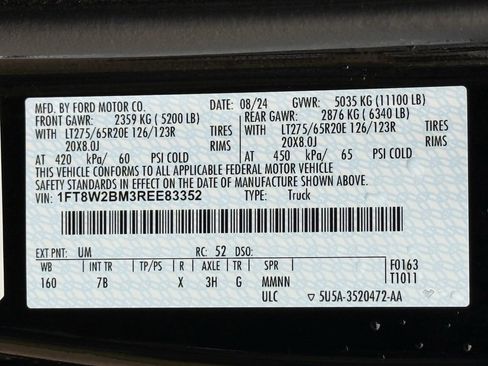 MFD. BY FORD MOTOR CO. DATE: 08/24 GVWR: 5035 KG (11100 LB)
FRONT GAWR: 2359 KG ( 5200 LB) REAR GAWR: 2876 KG ( 6340 LB)
WITH LT275/65R20E 126/123R TIRES WITH LT275/65R20E 126/123R TIRES
20X8.0J RIMS 20X8.0J RIMS
AT 420 kPa/ 60 PSI COLD AT 450 kPa/ 65 PSI COLD
THIS VEHICLE CONFORMS TO ALL APPLICABLE FEDERAL MOTOR VEHICLE
SAFETY STANDARDS IN EFFECT ON THE DATE OF MANUFACTURE SHOWN ABOVE.
VIN: 1FT8W2BM3REE83352 TYPE: Truck
EXT PNT: UM RC: 52 DSO:
WB INT TR TP/PS R AXLE TR SPR F0163
160 7B X 3H G MMNN T1011
ULC ▽ 5U5A-3520472-AA